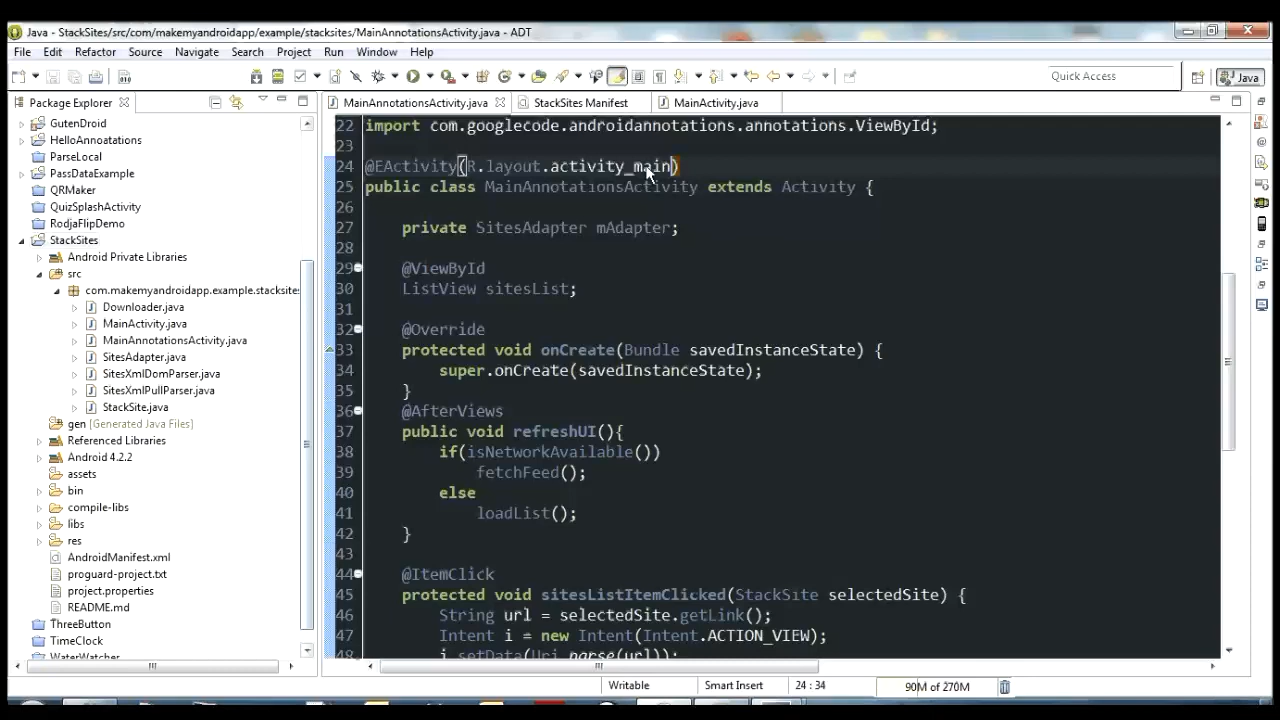 Java - StackSites/src/com/makemyandroidapp/example/stacksites/MainAnnotationsActivity.java - ADT
File Edit Refactor Source Navigate Search Project Run Window Help
Quick Access
Java
Package Explorer
MainAnnotationsActivity.java
StackSites Manifest
MainActivity.java
GutenDroid
HelloAnnoatations
ParseLocal
PassDataExample
QRMaker
QuizSplashActivity
RodjaFlipDemo
StackSites
Android Private Libraries
src
com.makemyandroidapp.example.stacksite:
Downloader.java
MainActivity.java
MainAnnotationsActivity.java
SitesAdapter.java
SitesXmlDomParser.java
SitesXmlPullParser.java
StackSite.java
gen [Generated Java Files]
Referenced Libraries
Android 4.2.2
assets
bin
compile-libs
libs
res
AndroidManifest.xml
proguard-project.txt
project.properties
README.md
ThreeButton
TimeClock
WaterWatcher
22 import com.googlecode.androidannotations.annotations.ViewById;
23
24 @EActivity(R.layout.activity_main)
25 public class MainAnnotationsActivity extends Activity {
26
27 private SitesAdapter mAdapter;
28
29 @ViewById
30 ListView sitesList;
31
32 @Override
33 protected void onCreate(Bundle savedInstanceState) {
34 super.onCreate(savedInstanceState);
35 }
36 @AfterViews
37 public void refreshUI(){
38 if(isNetworkAvailable())
39 fetchFeed();
40 else
41 loadList();
42 }
43
44 @ItemClick
45 protected void sitesListItemClicked(StackSite selectedSite) {
46 String url = selectedSite.getLink();
47 Intent i = new Intent(Intent.ACTION_VIEW);
48 i.setData(Uri.parse(url));
Writable
Smart Insert
24 : 34
90M of 270M